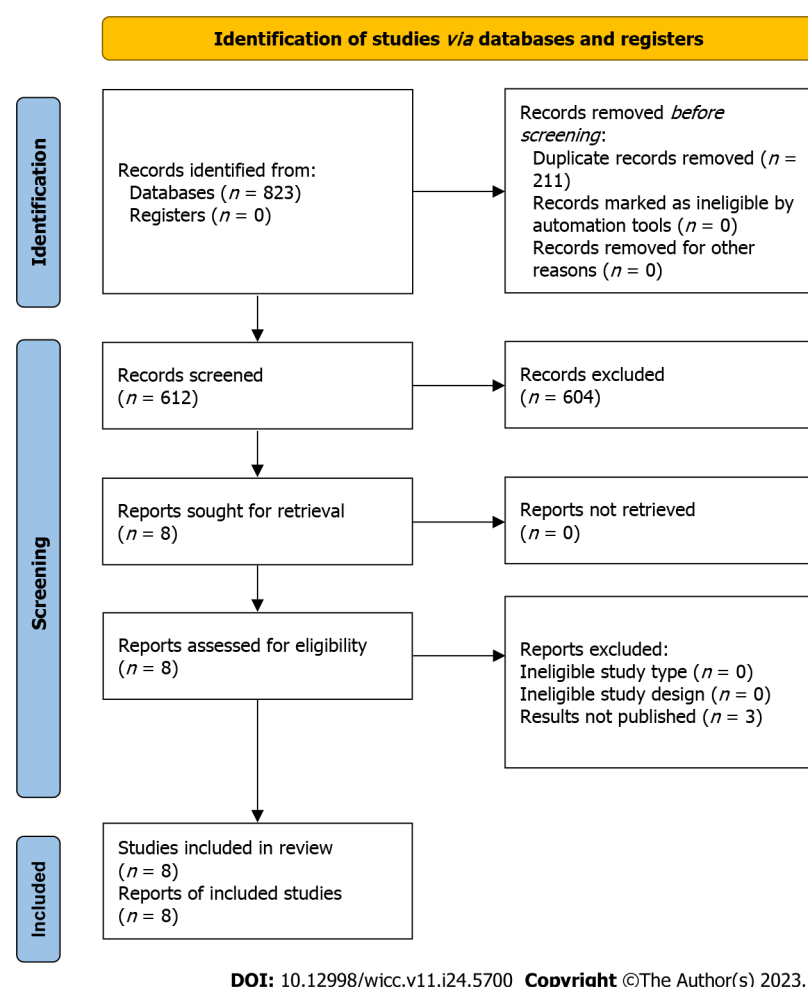 Identification of studies via databases and registers
Identification
Records identified from:
Databases (n = 823)
Registers (n = 0)
Records removed before
screening:
Duplicate records removed (n =
211)
Records marked as ineligible by
automation tools (n = 0)
Records removed for other
reasons (n = 0)
Screening
Records screened
(n = 612)
Records excluded
(n = 604)
Reports sought for retrieval
(n = 8)
Reports not retrieved
(n = 0)
Reports assessed for eligibility
(n = 8)
Reports excluded:
Ineligible study type (n = 0)
Ineligible study design (n = 0)
Results not published (n = 3)
Included
Studies included in review
(n = 8)
Reports of included studies
(n = 8)
DOI: 10.12998/wjcc.v11.i24.5700 Copyright ©The Author(s) 2023.